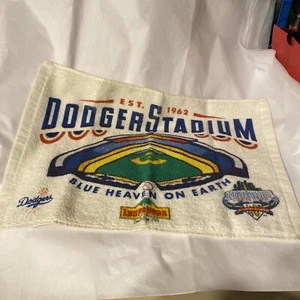 EST. 1962
DODGER STADIUM
BLUE HEAVEN ON EARTH
Dodgers